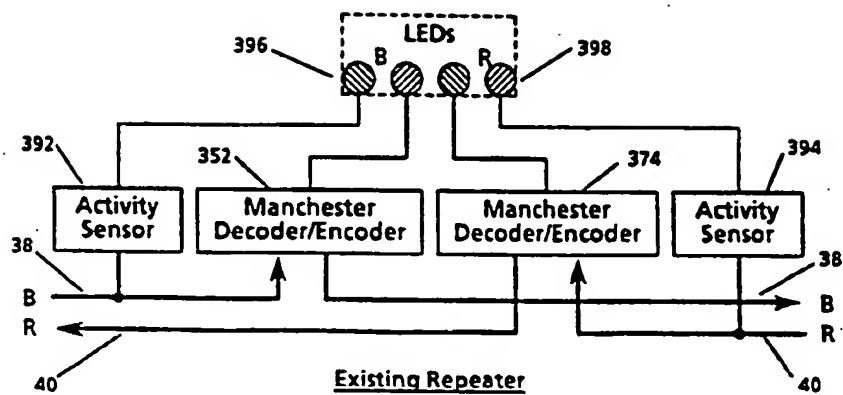 LEDs
396
B
R
398
392
352
374
394
Activity
Sensor
Manchester
Decoder/Encoder
Manchester
Decoder/Encoder
Activity
Sensor
38
38
B
B
R
R
40
40
Existing Repeater